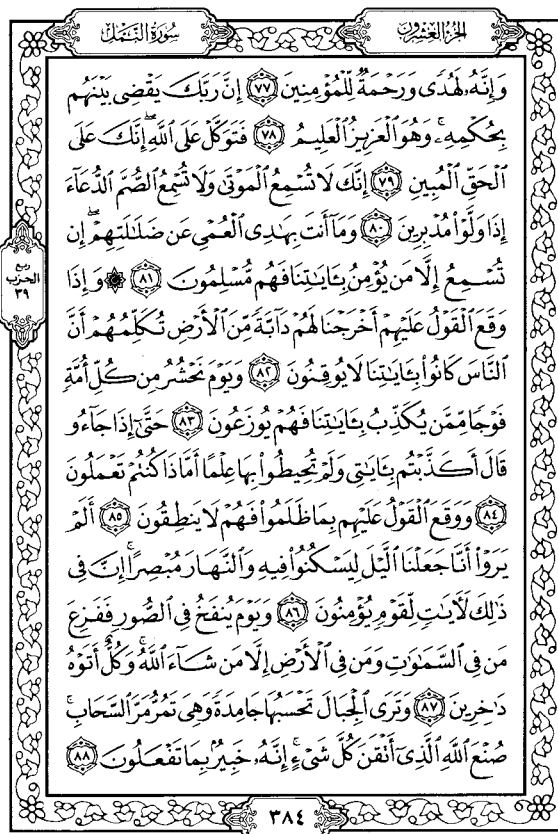 الجزء العشرون
سورة النمل
وَإِنَّهُۥ لَهُدًى وَرَحْمَةٌ لِّلْمُؤْمِنِينَ ٧٧ إِنَّ رَبَّكَ يَقْضِى بَيْنَهُم
بِحُكْمِهِۦ ۚ وَهُوَ ٱلْعَزِيزُ ٱلْعَلِيمُ ٧٨ فَتَوَكَّلْ عَلَى ٱللَّهِ ۖ إِنَّكَ عَلَى
ٱلْحَقِّ ٱلْمُبِينِ ٧٩ إِنَّكَ لَا تُسْمِعُ ٱلْمَوْتَىٰ وَلَا تُسْمِعُ ٱلصُّمَّ ٱلدُّعَآءَ
إِذَا وَلَّوْا۟ مُدْبِرِينَ ٨٠ وَمَآ أَنتَ بِهَٰدِى ٱلْعُمْىِ عَن ضَلَٰلَتِهِمْ ۖ إِن
تُسْمِعُ إِلَّا مَن يُؤْمِنُ بِـَٔايَٰتِنَا فَهُم مُّسْلِمُونَ ٨١ ۞ وَإِذَا
وَقَعَ ٱلْقَوْلُ عَلَيْهِمْ أَخْرَجْنَا لَهُمْ دَآبَّةً مِّنَ ٱلْأَرْضِ تُكَلِّمُهُمْ أَنَّ
ٱلنَّاسَ كَانُوا۟ بِـَٔايَٰتِنَا لَا يُوقِنُونَ ٨٢ وَيَوْمَ نَحْشُرُ مِن كُلِّ أُمَّةٍ
فَوْجًا مِّمَّن يُكَذِّبُ بِـَٔايَٰتِنَا فَهُمْ يُوزَعُونَ ٨٣ حَتَّىٰٓ إِذَا جَآءُو
قَالَ أَكَذَّبْتُم بِـَٔايَٰتِى وَلَمْ تُحِيطُوا۟ بِهَا عِلْمًا أَمَّاذَا كُنتُمْ تَعْمَلُونَ
٨٤ وَوَقَعَ ٱلْقَوْلُ عَلَيْهِم بِمَا ظَلَمُوا۟ فَهُمْ لَا يَنطِقُونَ ٨٥ أَلَمْ
يَرَوْا۟ أَنَّا جَعَلْنَا ٱلَّيْلَ لِيَسْكُنُوا۟ فِيهِ وَٱلنَّهَارَ مُبْصِرًا ۚ إِنَّ فِى
ذَٰلِكَ لَـَٔايَٰتٍ لِّقَوْمٍ يُؤْمِنُونَ ٨٦ وَيَوْمَ يُنفَخُ فِى ٱلصُّورِ فَفَزِعَ
مَن فِى ٱلسَّمَٰوَٰتِ وَمَن فِى ٱلْأَرْضِ إِلَّا مَن شَآءَ ٱللَّهُ ۚ وَكُلٌّ أَتَوْهُ
دَٰخِرِينَ ٨٧ وَتَرَى ٱلْجِبَالَ تَحْسَبُهَا جَامِدَةً وَهِىَ تَمُرُّ مَرَّ ٱلسَّحَابِ ۚ
صُنْعَ ٱللَّهِ ٱلَّذِىٓ أَتْقَنَ كُلَّ شَىْءٍ ۚ إِنَّهُۥ خَبِيرٌۢ بِمَا تَفْعَلُونَ ٨٨
ربع
الحزب
٣٩
٣٨٤